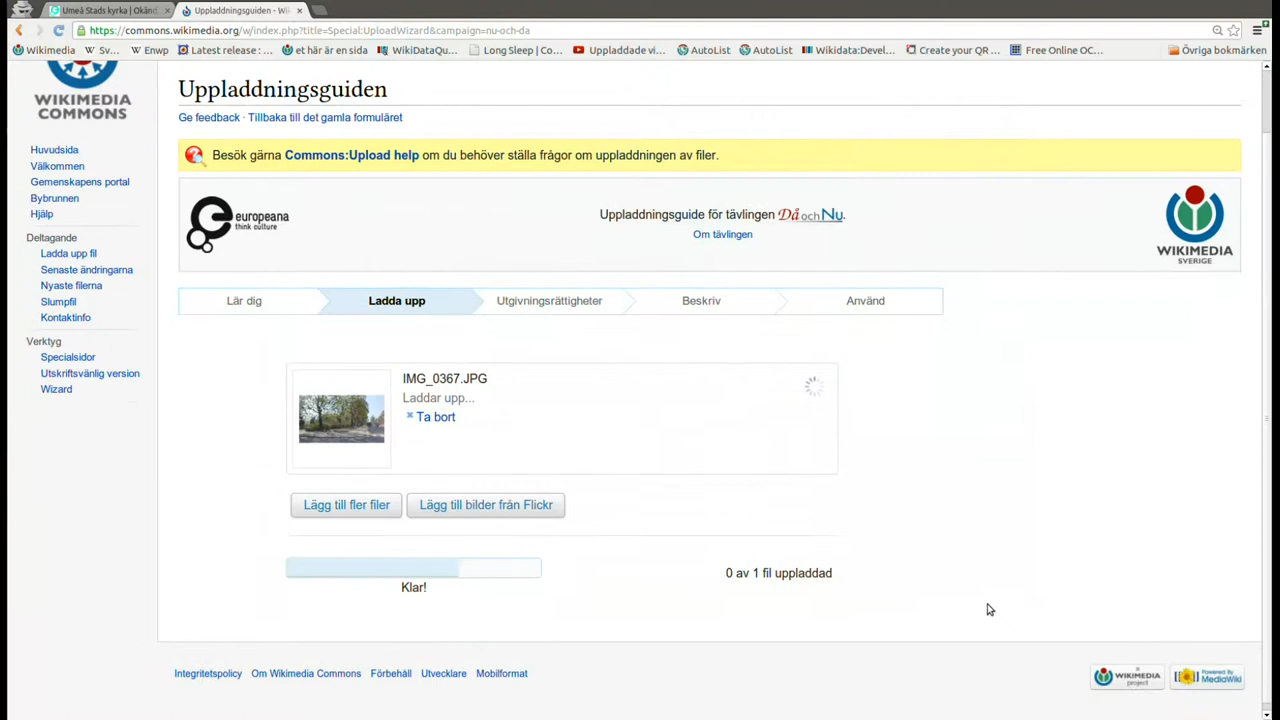 Umeå Stads kyrka | Okänd
Uppladdningsguiden - Wi
https://commons.wikimedia.org/w/index.php?title=Special:UploadWizard&campaign=nu-och-da
Wikimedia
Sv...
Enwp
Latest release : ...
et här är en sida
WikiDataQu...
Long Sleep | Co...
Uppladdade vi...
AutoList
AutoList
Wikidata:Devel...
Create your QR ...
Free Online OC...
Övriga bokmärken
WIKIMEDIA
COMMONS
Huvudsida
Välkommen
Gemenskapens portal
Bybrunnen
Hjälp
Deltagande
Ladda upp fil
Senaste ändringarna
Nyaste filerna
Slumpfil
Kontaktinfo
Verktyg
Specialsidor
Utskriftsvänlig version
Wizard
Uppladdningsguiden
Ge feedback · Tillbaka till det gamla formuläret
Besök gärna Commons:Upload help om du behöver ställa frågor om uppladdningen av filer.
europeana
think culture
Uppladdningsguide för tävlingen Då och Nu.
Om tävlingen
WIKIMEDIA
SVERIGE
Lär dig
Ladda upp
Utgivningsrättigheter
Beskriv
Använd
IMG_0367.JPG
Laddar upp...
Ta bort
Lägg till fler filer
Lägg till bilder från Flickr
Klar!
0 av 1 fil uppladdad
Integritetspolicy
Om Wikimedia Commons
Förbehåll
Utvecklare
Mobilformat
a
WIKIMEDIA
project
Powered By
MediaWiki